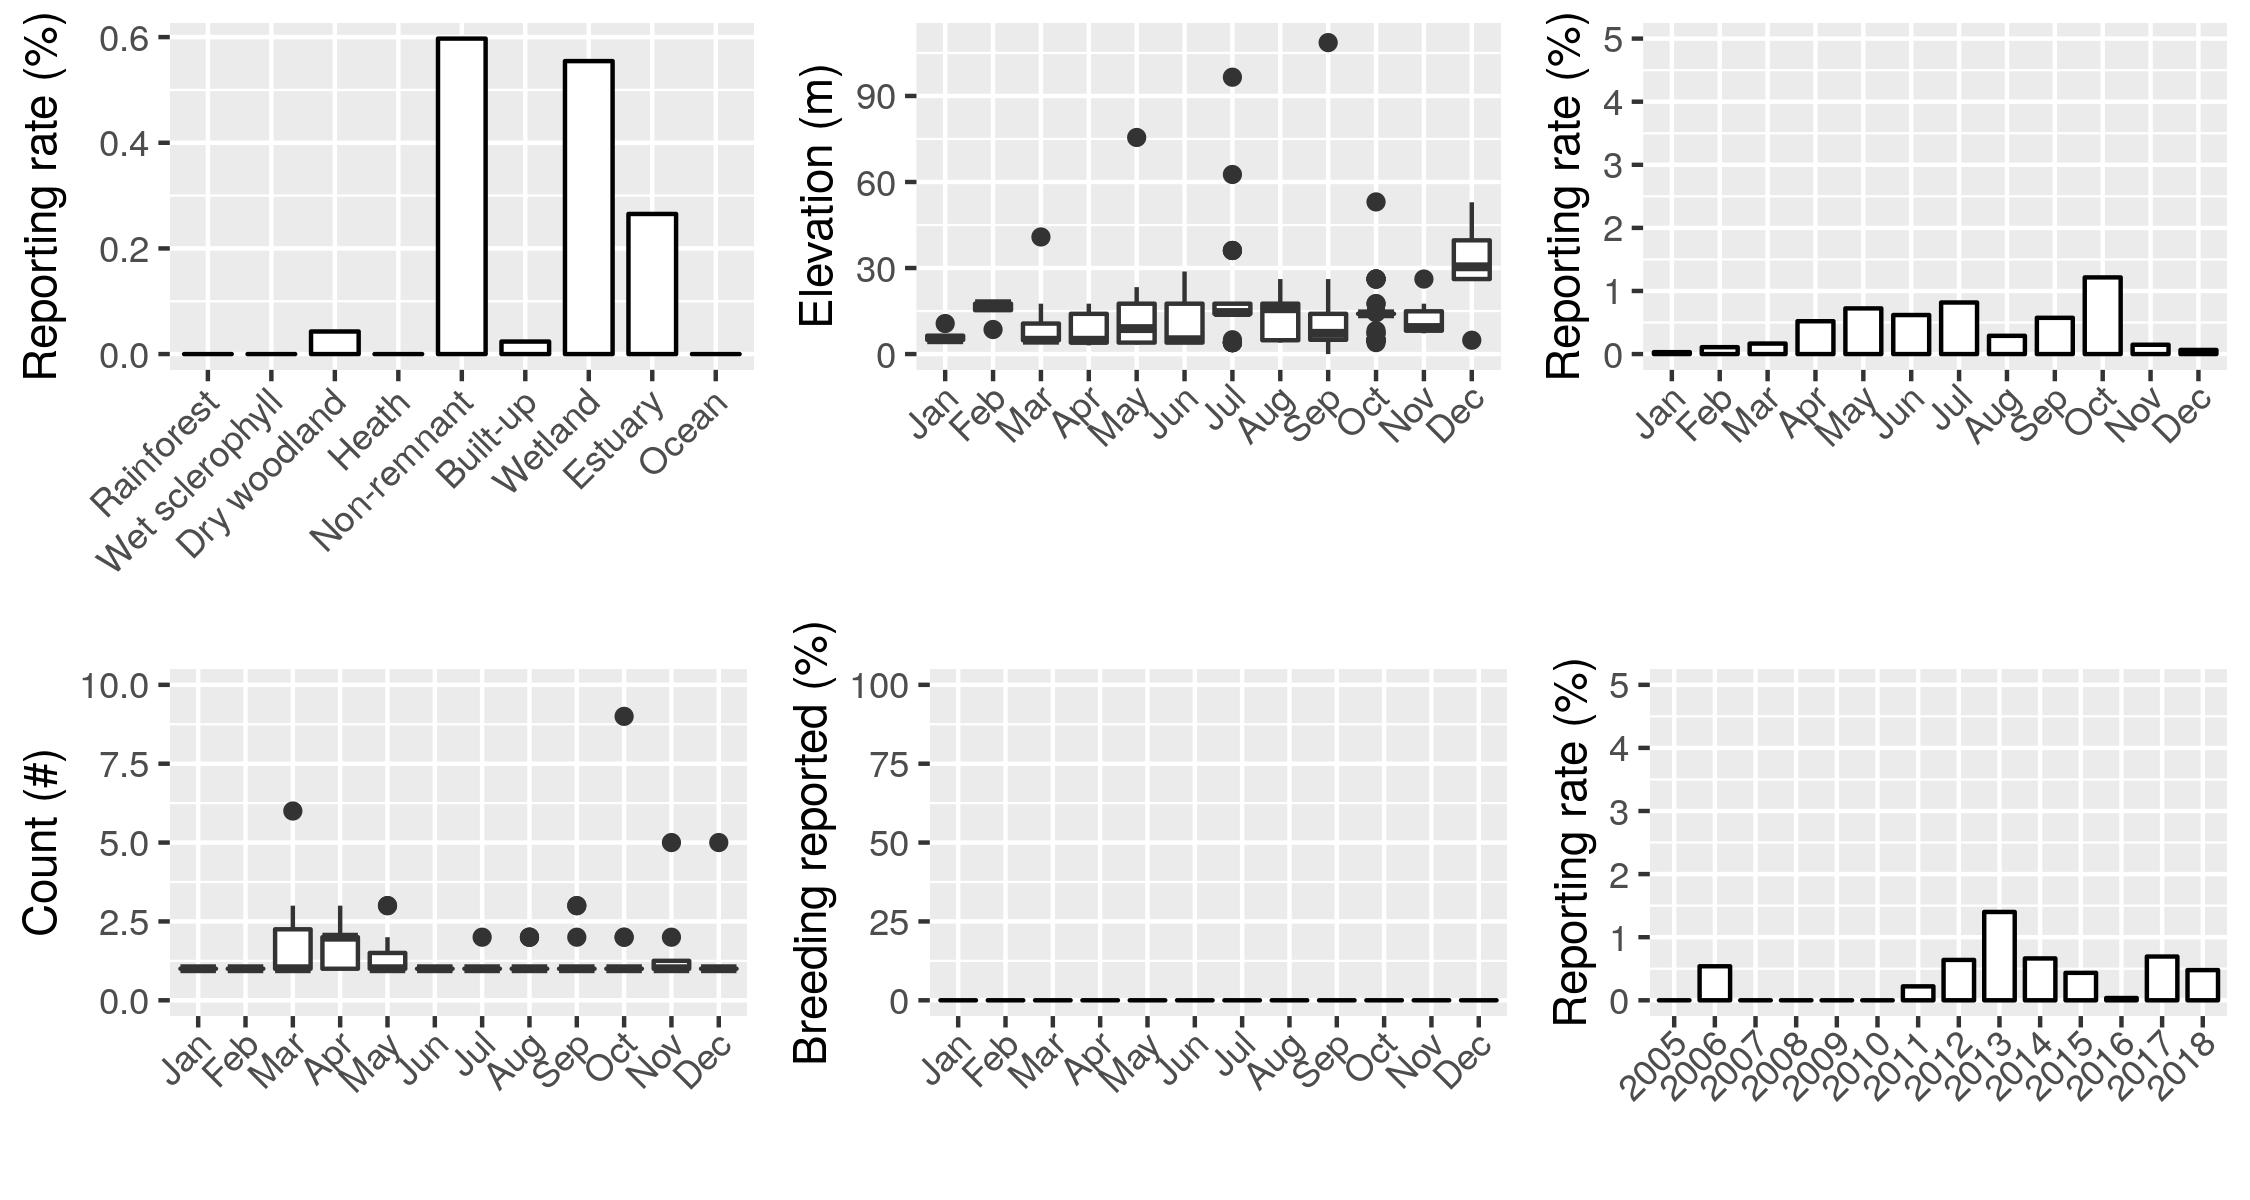 Reporting rate (%)
0.6
0.4
0.2
0.0
Rainforest
Wet sclerophyll
Dry woodland
Heath
Non-remnant
Built-up
Wetland
Estuary
Ocean
Elevation (m)
90
60
30
0
Jan
Feb
Mar
Apr
May
Jun
Jul
Aug
Sep
Oct
Nov
Dec
Reporting rate (%)
5
4
3
2
1
0
Jan
Feb
Mar
Apr
May
Jun
Jul
Aug
Sep
Oct
Nov
Dec
Count (#)
10.0
7.5
5.0
2.5
0.0
Jan
Feb
Mar
Apr
May
Jun
Jul
Aug
Sep
Oct
Nov
Dec
Breeding reported (%)
100
75
50
25
0
Jan
Feb
Mar
Apr
May
Jun
Jul
Aug
Sep
Oct
Nov
Dec
Reporting rate (%)
5
4
3
2
1
0
2005
2006
2007
2008
2009
2010
2011
2012
2013
2014
2015
2016
2017
2018